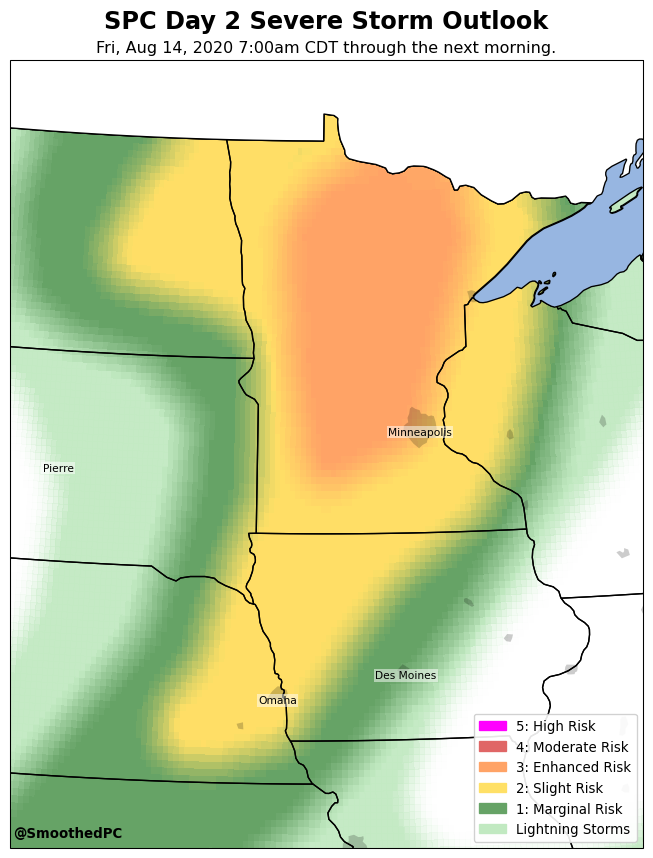 SPC Day 2 Severe Storm Outlook
Fri, Aug 14, 2020 7:00am CDT through the next morning.
Minneapolis
Pierre
Des Moines
Omaha
5: High Risk
4: Moderate Risk
3: Enhanced Risk
2: Slight Risk
1: Marginal Risk
Lightning Storms
@SmoothedPC